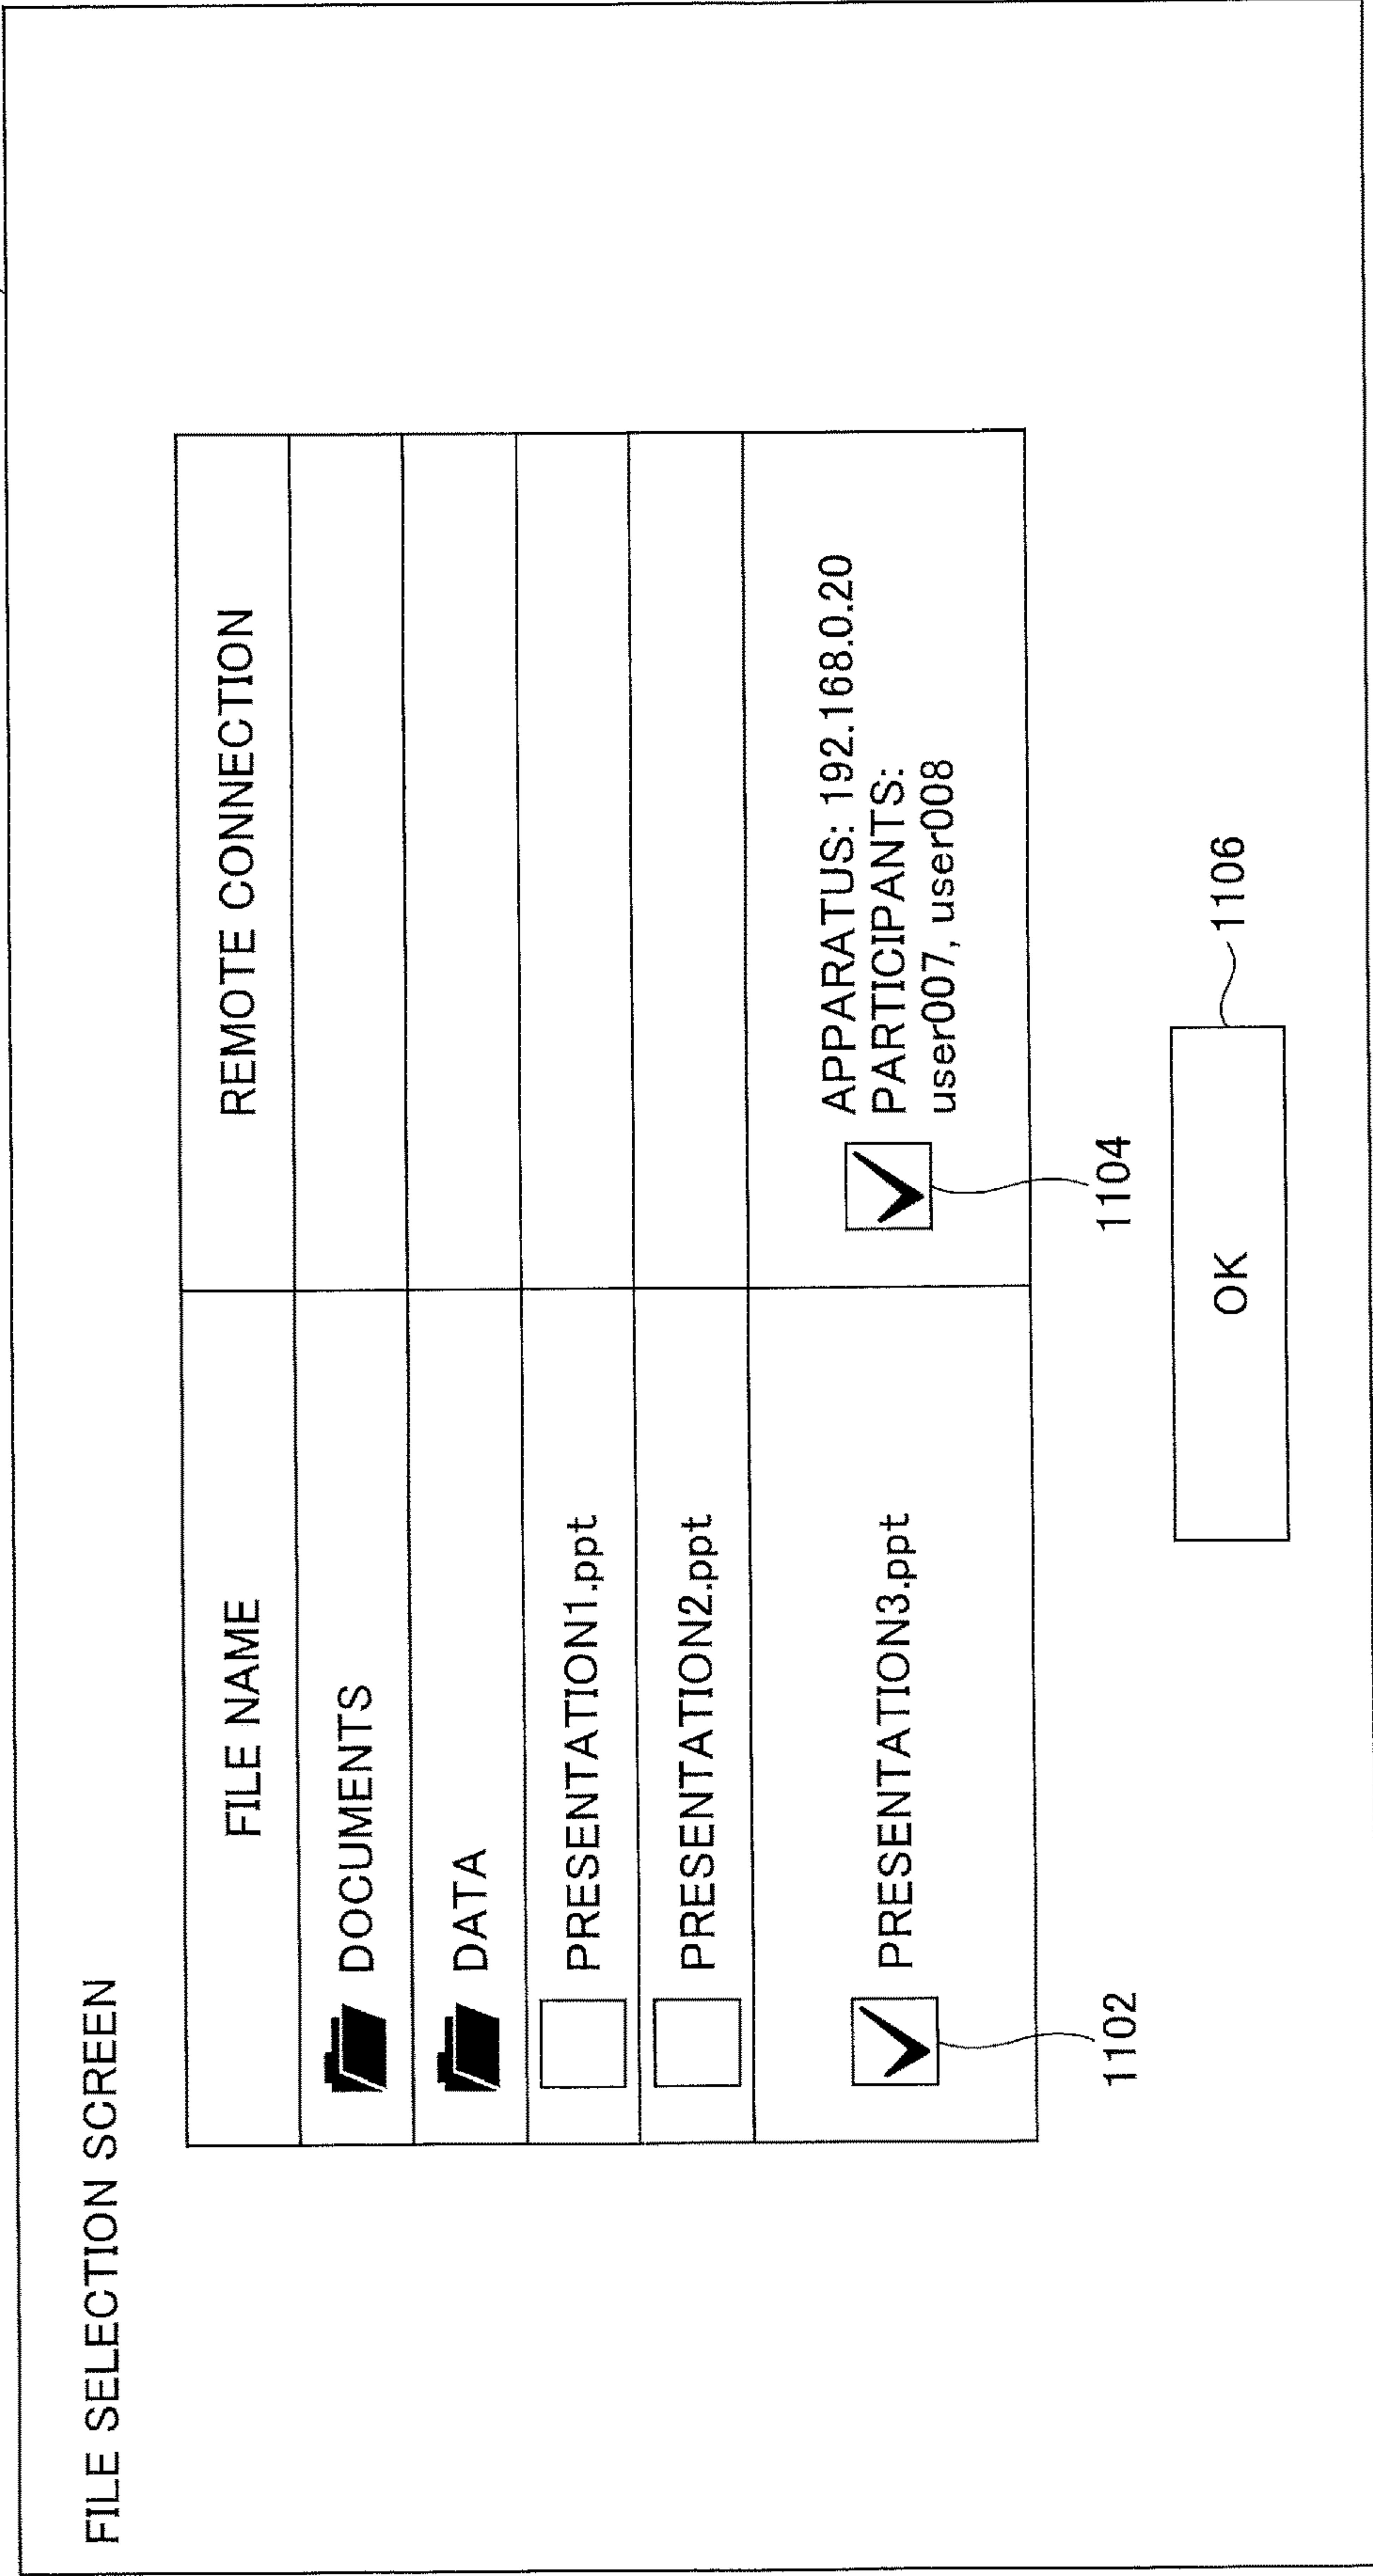 FILE SELECTION SCREEN
FILE NAME
REMOTE CONNECTION
DOCUMENTS
DATA
PRESENTATION1.ppt
PRESENTATION2.ppt
PRESENTATION3.ppt
APPARATUS: 192.168.0.20
PARTICIPANTS:
user007, user008
1102
1104
OK
1106